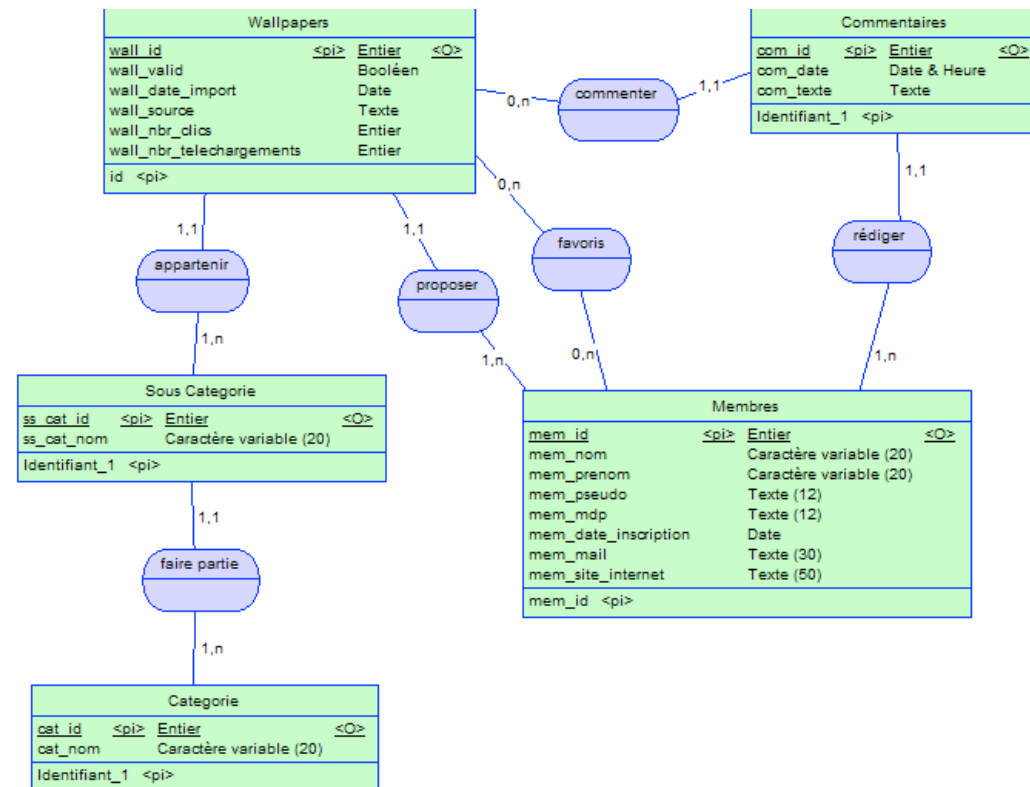 Wallpapers
wall_id <pi> Entier <O>
wall_valid Booléen
wall_date_import Date
wall_source Texte
wall_nbr_clics Entier
wall_nbr_telechargements Entier
id <pi>
Commentaires
com_id <pi> Entier <O>
com_date Date & Heure
com_texte Texte
Identifiant_1 <pi>
0,n
commenter
1,1
1,1
appartenir
1,n
1,1
proposer
1,n
0,n
favoris
0,n
1,1
rédiger
1,n
Sous Categorie
ss_cat_id <pi> Entier <O>
ss_cat_nom Caractère variable (20)
Identifiant_1 <pi>
Membres
mem_id <pi> Entier <O>
mem_nom Caractère variable (20)
mem_prenom Caractère variable (20)
mem_pseudo Texte (12)
mem_mdp Texte (12)
mem_date_inscription Date
mem_mail Texte (30)
mem_site_internet Texte (50)
mem_id <pi>
1,1
faire partie
1,n
Categorie
cat_id <pi> Entier <O>
cat_nom Caractère variable (20)
Identifiant_1 <pi>